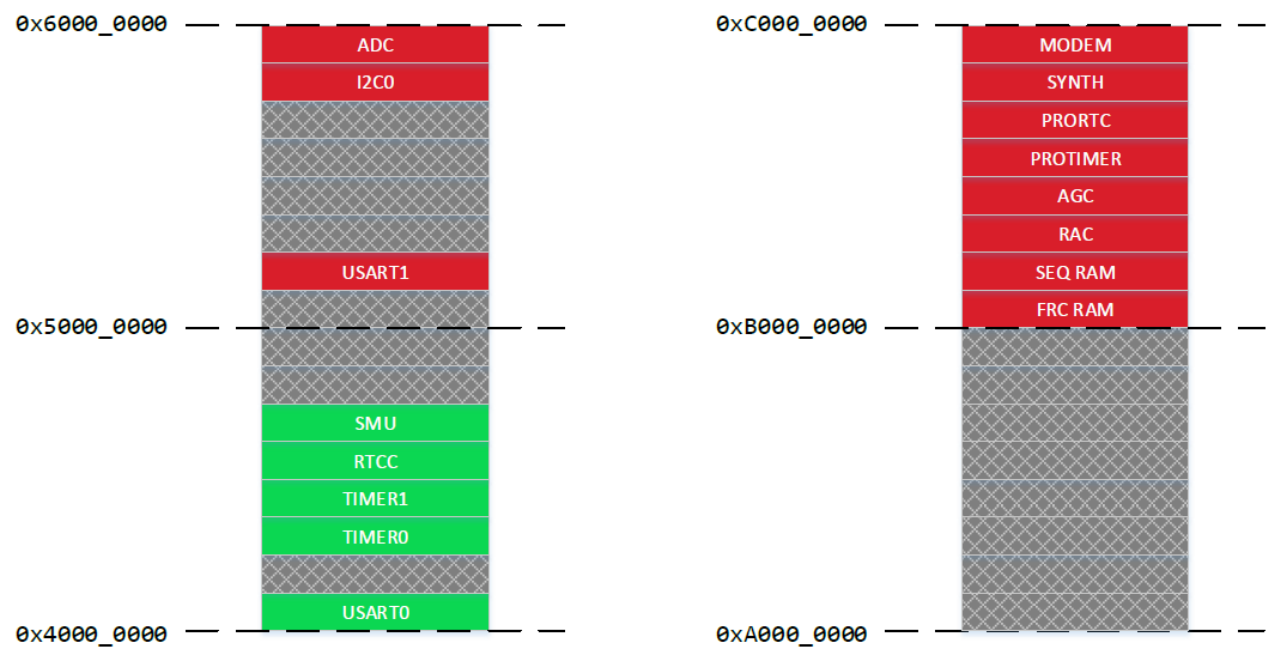 0x6000_0000
ADC
I2C0
USART1
0x5000_0000
SMU
RTCC
TIMER1
TIMER0
USART0
0x4000_0000
0xC000_0000
MODEM
SYNTH
PRORTC
PROTIMER
AGC
RAC
SEQ RAM
FRC RAM
0xB000_0000
0xA000_0000